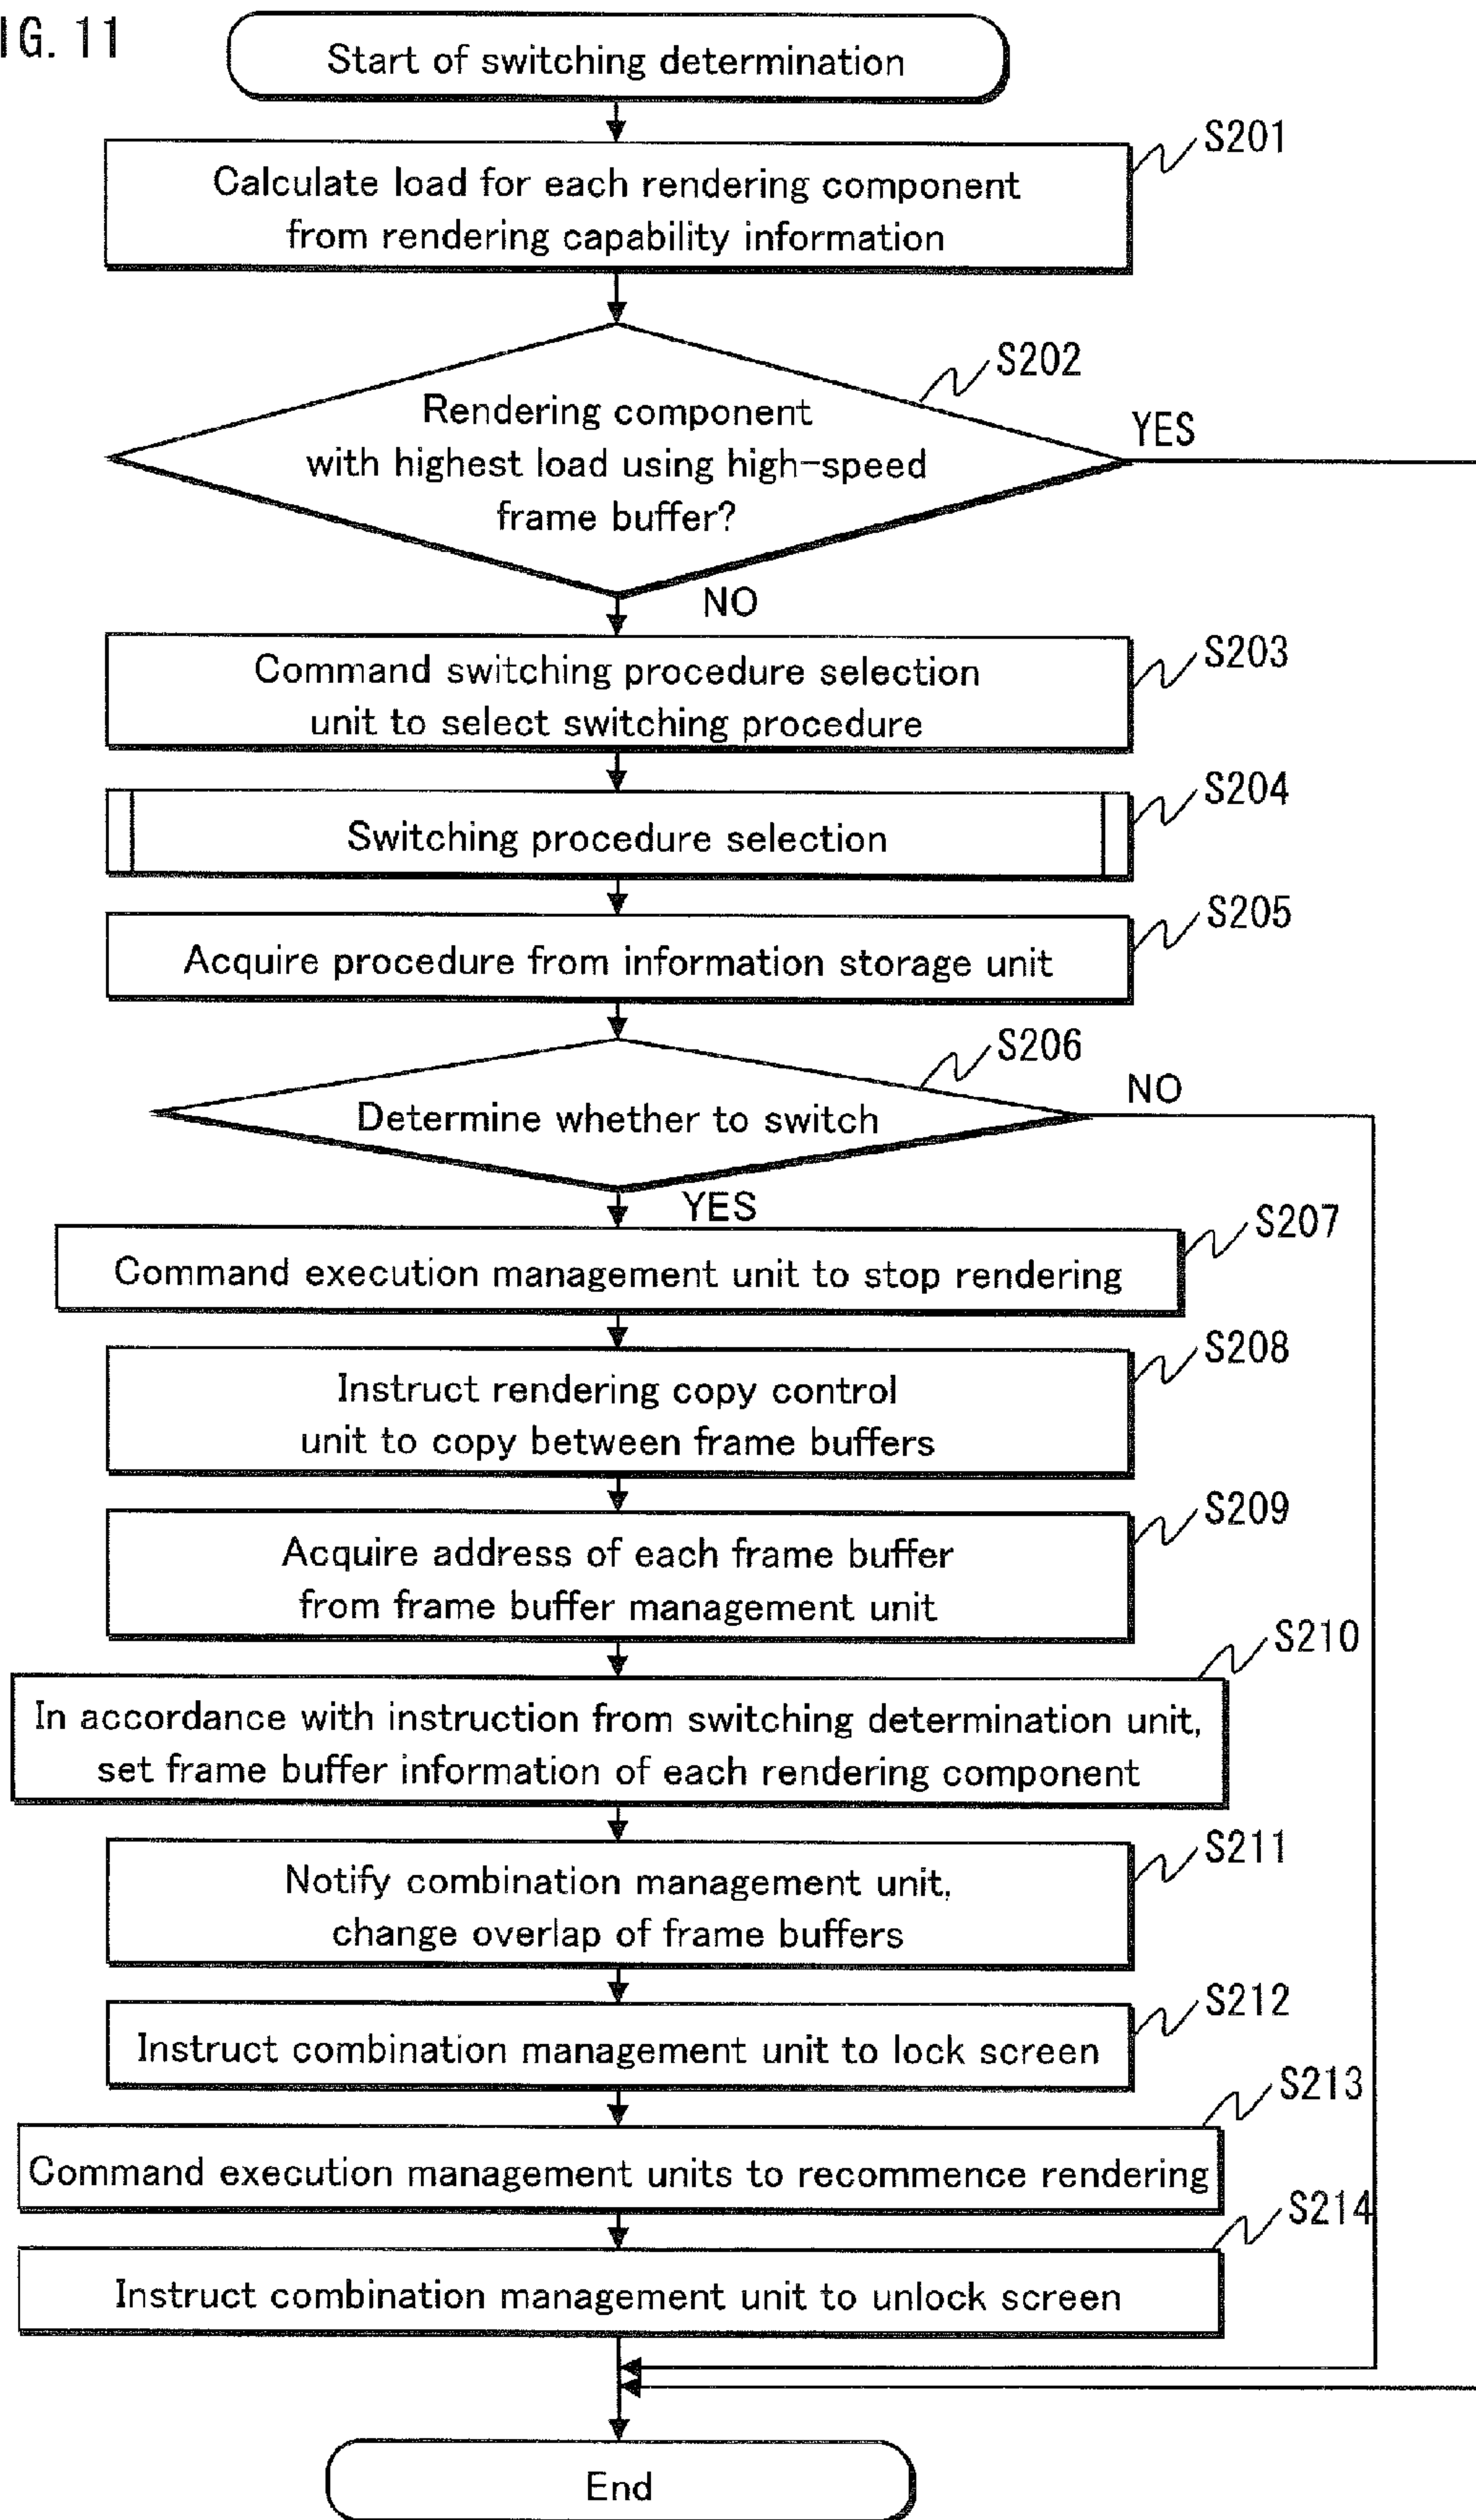 IG. 11
Start of switching determination
S201
Calculate load for each rendering component
from rendering capability information
S202
Rendering component
with highest load using high-speed
frame buffer?
YES
NO
S203
Command switching procedure selection
unit to select switching procedure
S204
Switching procedure selection
S205
Acquire procedure from information storage unit
S206
NO
Determine whether to switch
YES
S207
Command execution management unit to stop rendering
S208
Instruct rendering copy control
unit to copy between frame buffers
S209
Acquire address of each frame buffer
from frame buffer management unit
S210
In accordance with instruction from switching determination unit,
set frame buffer information of each rendering component
S211
Notify combination management unit,
change overlap of frame buffers
S212
Instruct combination management unit to lock screen
S213
Command execution management units to recommence rendering
S214
Instruct combination management unit to unlock screen
End